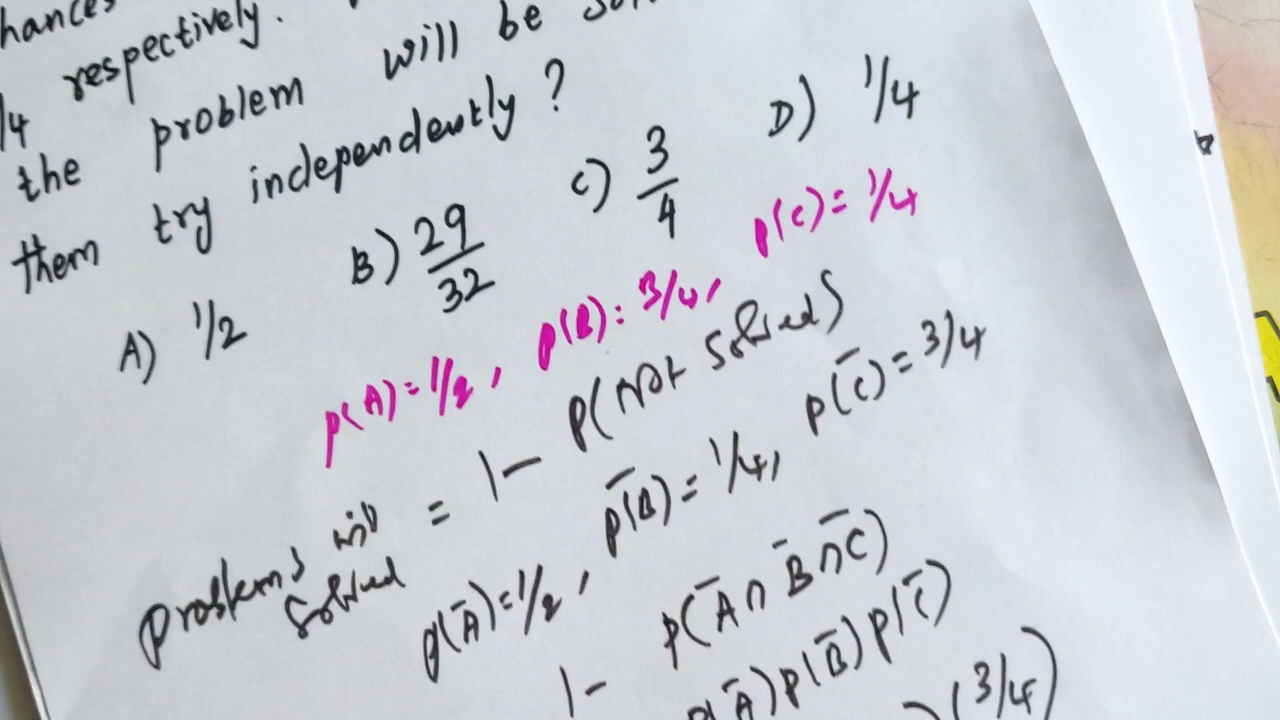 respectively.
/4 the problem will be
them try independently ?
A) 1/2 B) 29/32 C) 3/4 D) 1/4
p(A) = 1/2, p(B) = 3/4, p(C) = 1/4
problems will solved = 1 - p(Not solved)
p(Ā) = 1/2, p̄(B) = 1/4, p(C̄) = 3/4
1 - p(Ā ∩ B̄ ∩ C̄)
p(Ā) p(B̄) p(C̄)
) (3/4)